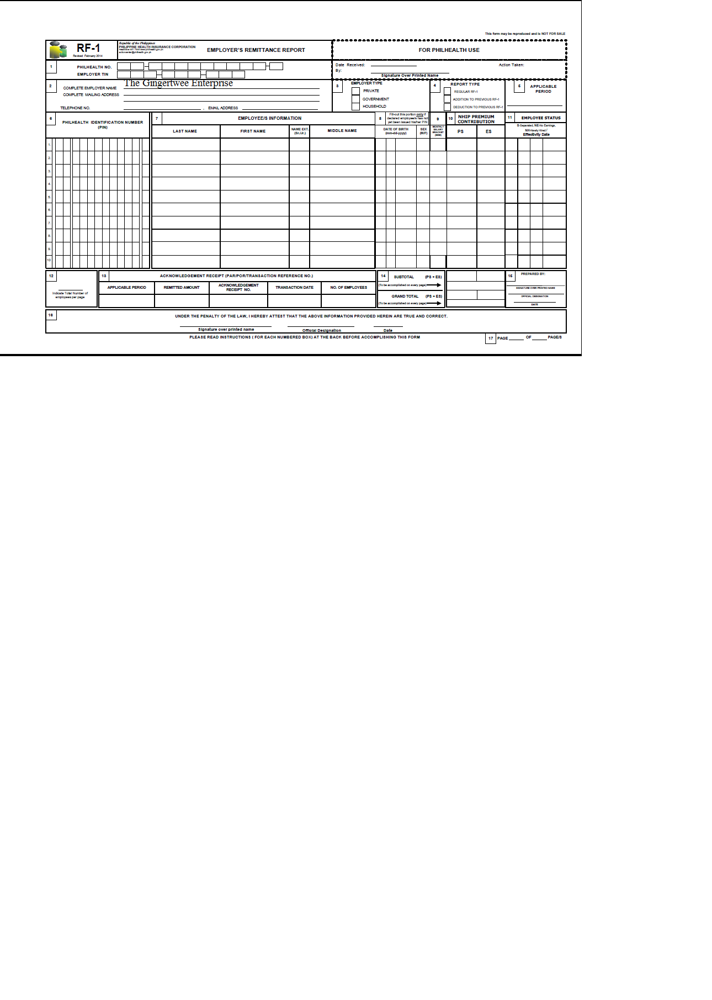 This form may be reproduced and is NOT FOR SALE
RF-1
Revised February 2014
Republic of the Philippines
PHILIPPINE HEALTH INSURANCE CORPORATION
Healthline 441-7444 www.philhealth.gov.ph
actioncenter@philhealth.gov.ph
EMPLOYER'S REMITTANCE REPORT
FOR PHILHEALTH USE
1
PHILHEALTH NO.
EMPLOYER TIN
Date Received:
Action Taken:
By:
Signature Over Printed Name
2
COMPLETE EMPLOYER NAME The Gingertwee Enterprise
COMPLETE MAILING ADDRESS
TELEPHONE NO. , EMAIL ADDRESS
3
EMPLOYER TYPE
PRIVATE
GOVERNMENT
HOUSEHOLD
4
REPORT TYPE
REGULAR RF-1
ADDITION TO PREVIOUS RF-1
DEDUCTION TO PREVIOUS RF-1
5
APPLICABLE
PERIOD
6
PHILHEALTH IDENTIFICATION NUMBER
(PIN)
7
EMPLOYEE/S INFORMATION
LAST NAME
FIRST NAME
NAME EXT.
(Sr./Jr.)
MIDDLE NAME
8
Fill-out this portion only if
declared employee/s has not
yet been issued his/her PIN
DATE OF BIRTH
(mm-dd-yyyy)
SEX
(M/F)
9
MONTHLY
SALARY
BRACKET
(MSB)
10
NHIP PREMIUM
CONTRIBUTION
PS
ES
11
EMPLOYEE STATUS
S-Separated, NE-No Earnings,
NH-Newly Hired /
Effectivity Date
1.
2.
3.
4.
5.
6.
7.
8.
9.
10
.
12
Indicate Total Number of
employees per page
13
ACKNOWLEDGEMENT RECEIPT (PAR/POR/TRANSACTION REFERENCE NO.)
APPLICABLE PERIOD
REMITTED AMOUNT
ACKNOWLEDGEMENT
RECEIPT NO.
TRANSACTION DATE
NO. OF EMPLOYEES
14
SUBTOTAL (PS + ES)
(To be accomplished on every page)
GRAND TOTAL (PS + ES)
(To be accomplished on every page)
15
PREPARED BY:
SIGNATURE OVER PRINTED NAME
OFFICIAL DESIGNATION
DATE
16
UNDER THE PENALTY OF THE LAW, I HEREBY ATTEST THAT THE ABOVE INFORMATION PROVIDED HEREIN ARE TRUE AND CORRECT.
Signature over printed name
Official Designation
Date
PLEASE READ INSTRUCTIONS ( FOR EACH NUMBERED BOX) AT THE BACK BEFORE ACCOMPLISHING THIS FORM
17
PAGE OF PAGE/S